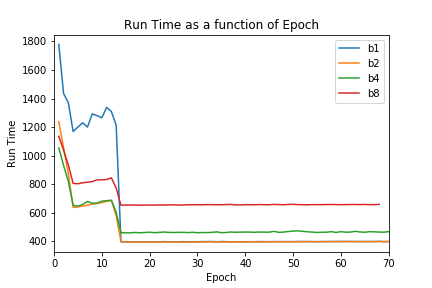 Run Time as a function of Epoch
1800
1600
1400
1200
1000
800
600
400
Run Time
b1
b2
b4
b8
0 10 20 30 40 50 60 70
Epoch